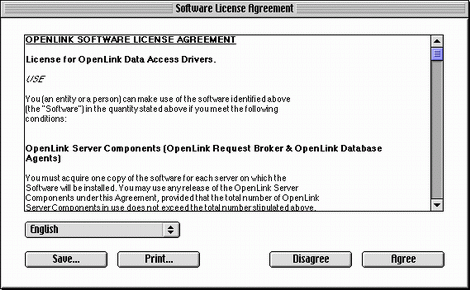 Software License Agreement
OPENLINK SOFTWARE LICENSE AGREEMENT
License for OpenLink Data Access Drivers.
USE
You (an entity or a person) can make use of the software identified above
(the "Software") in the quantity stated above if you meet the following
conditions:
OpenLink Server Components (OpenLink Request Broker & OpenLink Database
Agents)
You must acquire one copy of the software for each server on which the
Software will be installed. You may use any release of the OpenLink Server
Components under this Agreement, provided that the total number of OpenLink
Server Components in use does not exceed the total number stipulated above.
English
Save... Print... Disagree Agree